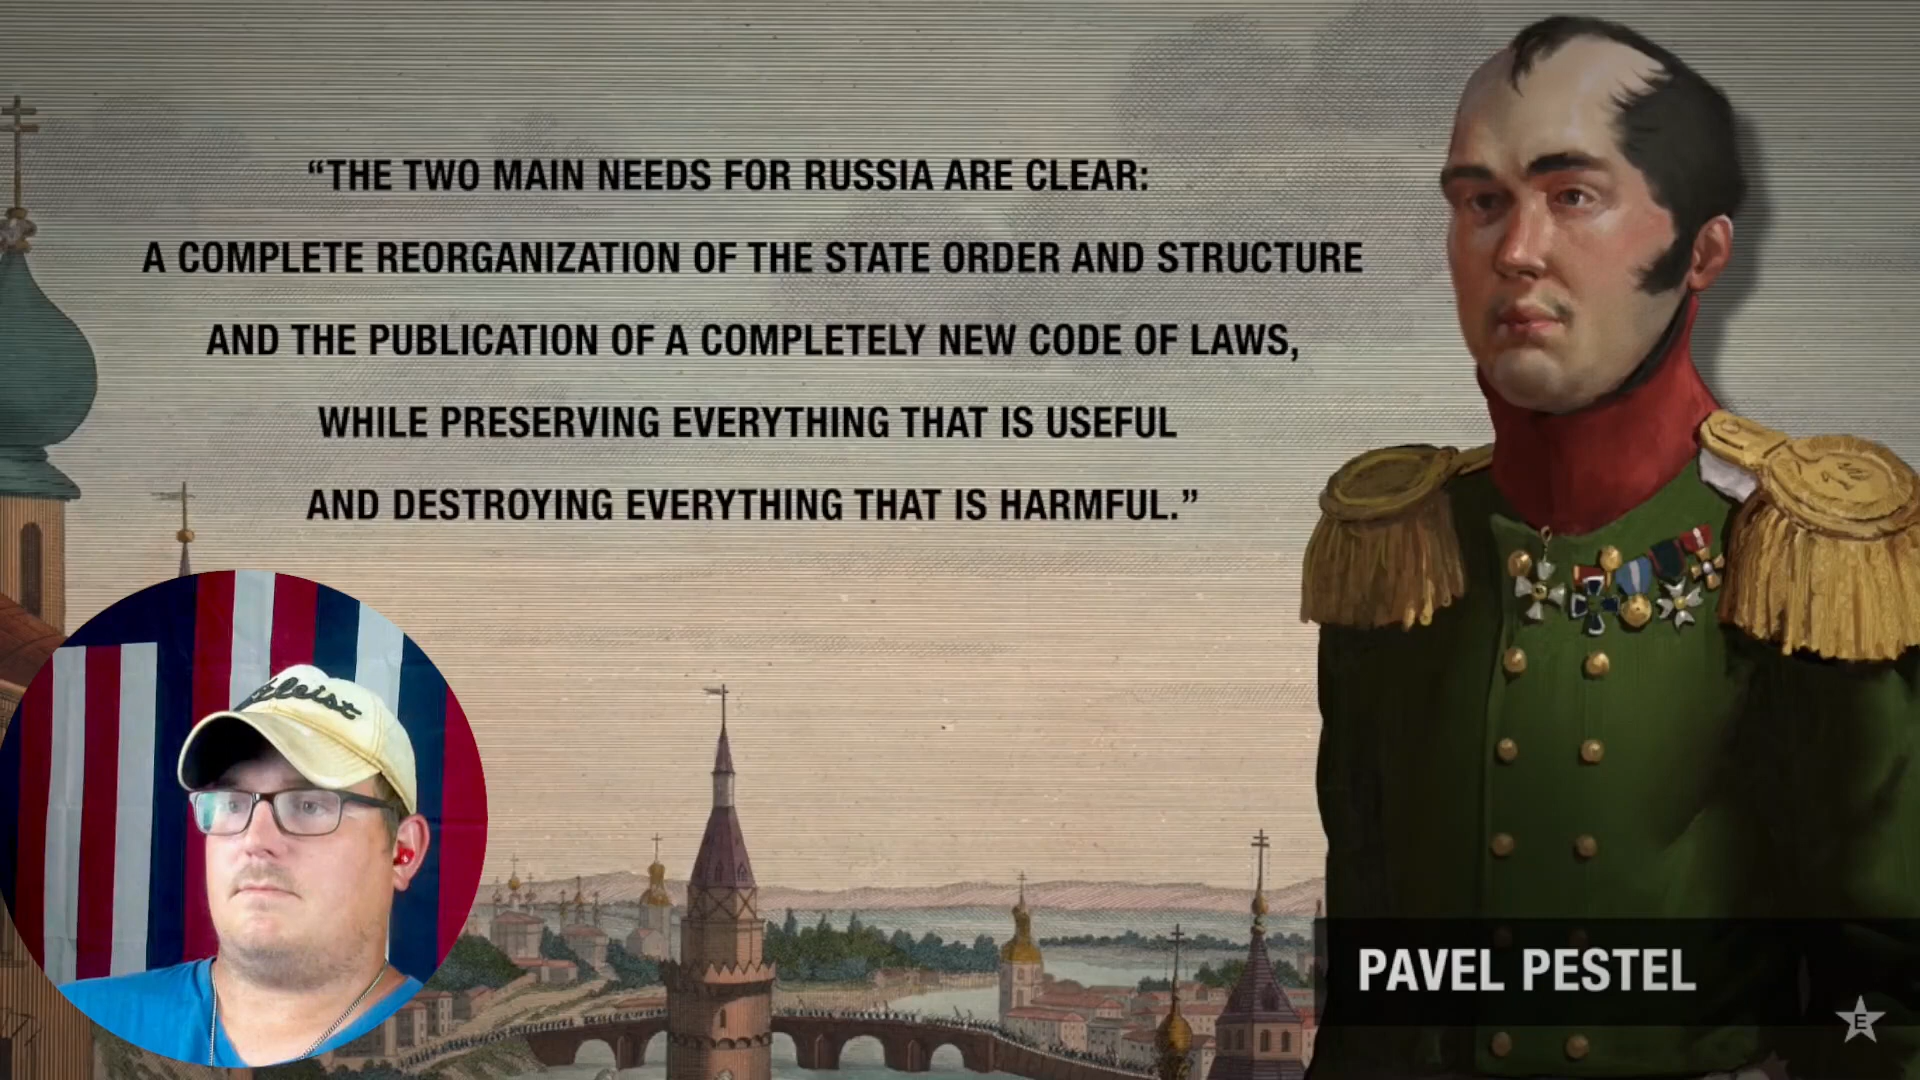 “THE TWO MAIN NEEDS FOR RUSSIA ARE CLEAR:
A COMPLETE REORGANIZATION OF THE STATE ORDER AND STRUCTURE
AND THE PUBLICATION OF A COMPLETELY NEW CODE OF LAWS,
WHILE PRESERVING EVERYTHING THAT IS USEFUL
AND DESTROYING EVERYTHING THAT IS HARMFUL.”
PAVEL PESTEL
E